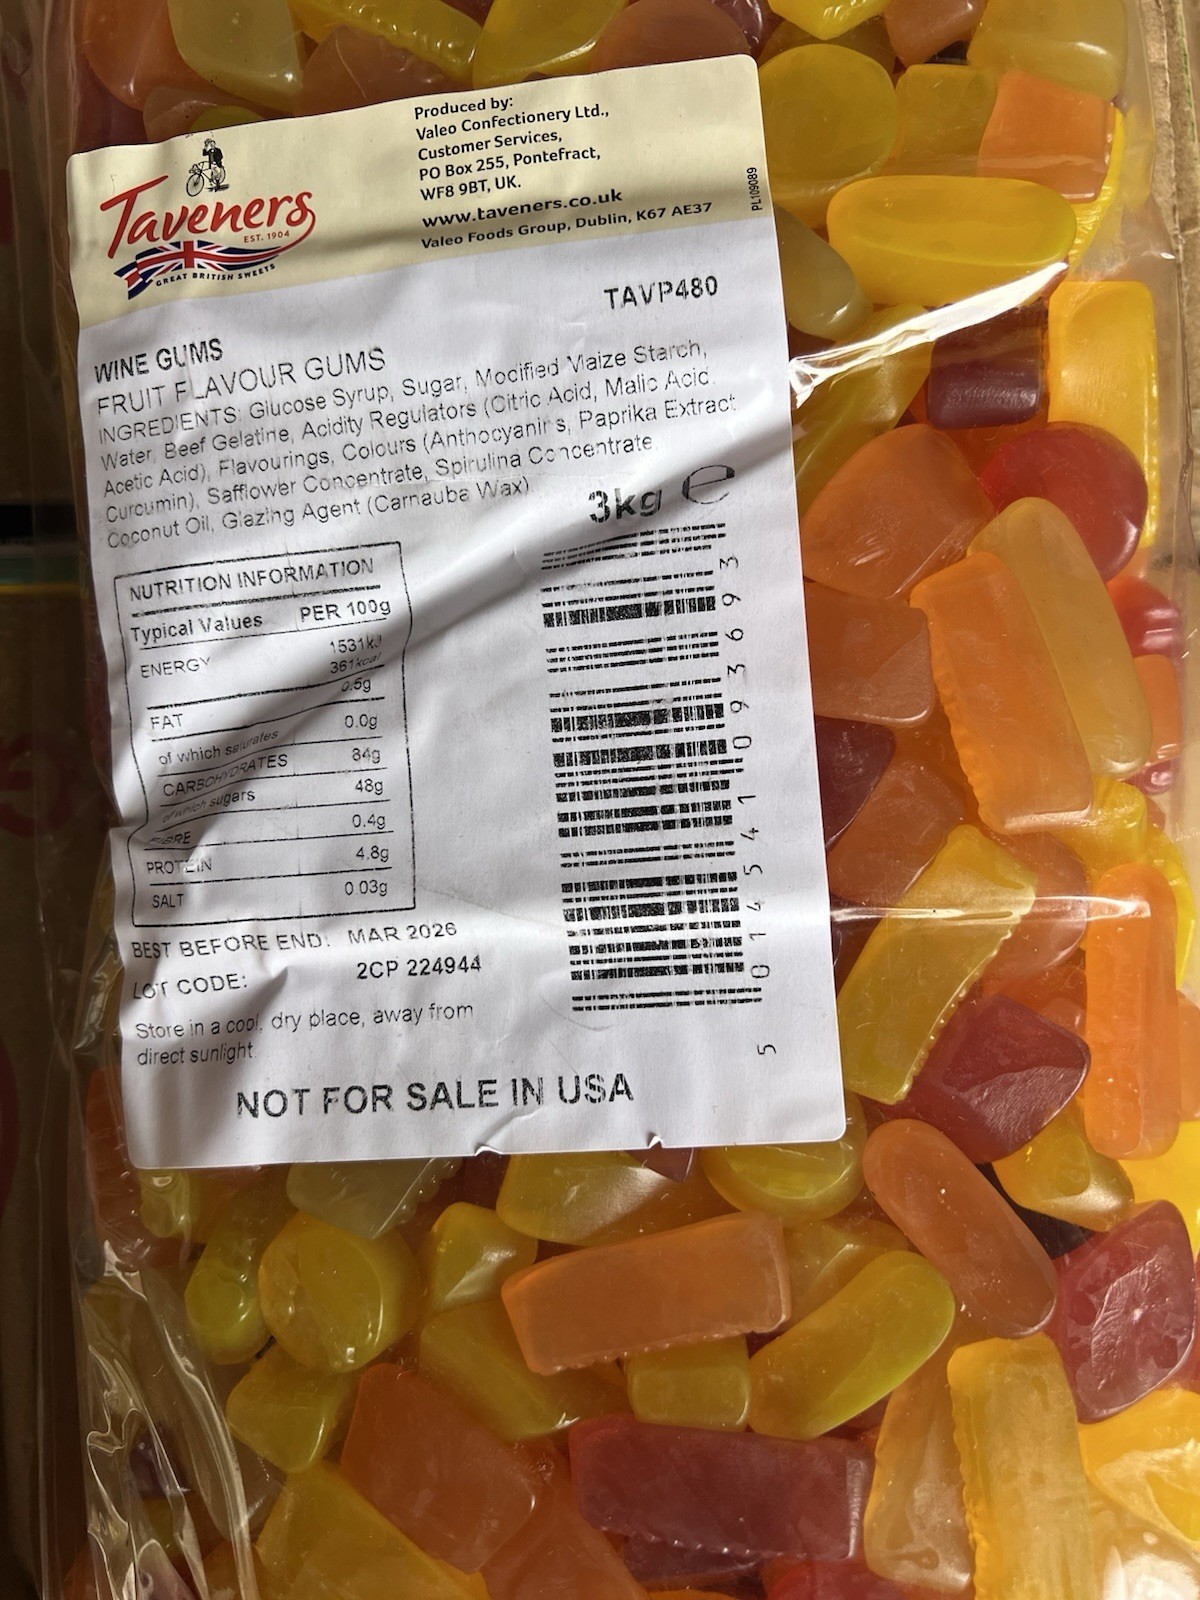 Taveners
EST. 1904
GREAT BRITISH SWEETS
Produced by:
Valeo Confectionery Ltd.,
Customer Services,
PO Box 255, Pontefract,
WF8 9BT, UK.
www.taveners.co.uk
Valeo Foods Group, Dublin, K67 AE37
PL109089
TAVP480
WINE GUMS
FRUIT FLAVOUR GUMS
INGREDIENTS: Glucose Syrup, Sugar, Modified Maize Starch,
Water, Beef Gelatine, Acidity Regulators (Citric Acid, Malic Acid,
Acetic Acid), Flavourings, Colours (Anthocyanins, Paprika Extract,
Curcumin), Safflower Concentrate, Spirulina Concentrate,
Coconut Oil, Glazing Agent (Carnauba Wax).
3kg e
NUTRITION INFORMATION
Typical Values PER 100g
ENERGY 1531kJ
361kcal
FAT 0.5g
of which saturates 0.0g
CARBOHYDRATES 84g
of which sugars 48g
FIBRE 0.4g
PROTEIN 4.8g
SALT 0.03g
BEST BEFORE END: MAR 2026
LOT CODE: 2CP 224944
Store in a cool, dry place, away from
direct sunlight.
NOT FOR SALE IN USA
5 014541 093693